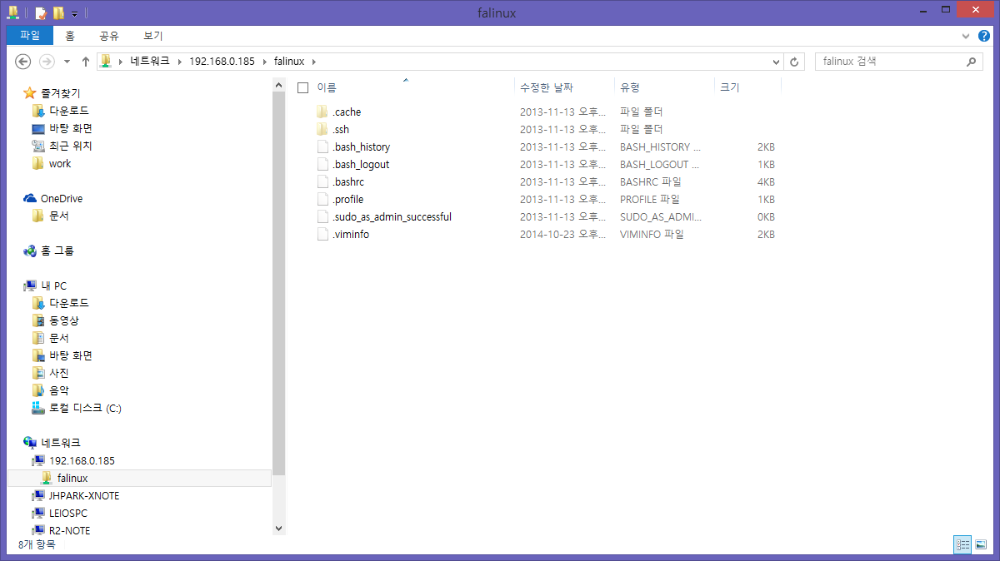 falinux
파일 홈 공유 보기
네트워크 192.168.0.185 falinux
falinux 검색
즐겨찾기
다운로드
바탕 화면
최근 위치
work
OneDrive
문서
홈 그룹
내 PC
다운로드
동영상
문서
바탕 화면
사진
음악
로컬 디스크 (C:)
네트워크
192.168.0.185
falinux
JHPARK-XNOTE
LEIOSPC
R2-NOTE
이름 수정한 날짜 유형 크기
.cache 2013-11-13 오후... 파일 폴더
.ssh 2013-11-13 오후... 파일 폴더
.bash_history 2013-11-13 오후... BASH_HISTORY ... 2KB
.bash_logout 2013-11-13 오후... BASH_LOGOUT ... 1KB
.bashrc 2013-11-13 오후... BASHRC 파일 4KB
.profile 2013-11-13 오후... PROFILE 파일 1KB
.sudo_as_admin_successful 2013-11-13 오후... SUDO_AS_ADMI... 0KB
.viminfo 2014-10-23 오후... VIMINFO 파일 2KB
8개 항목